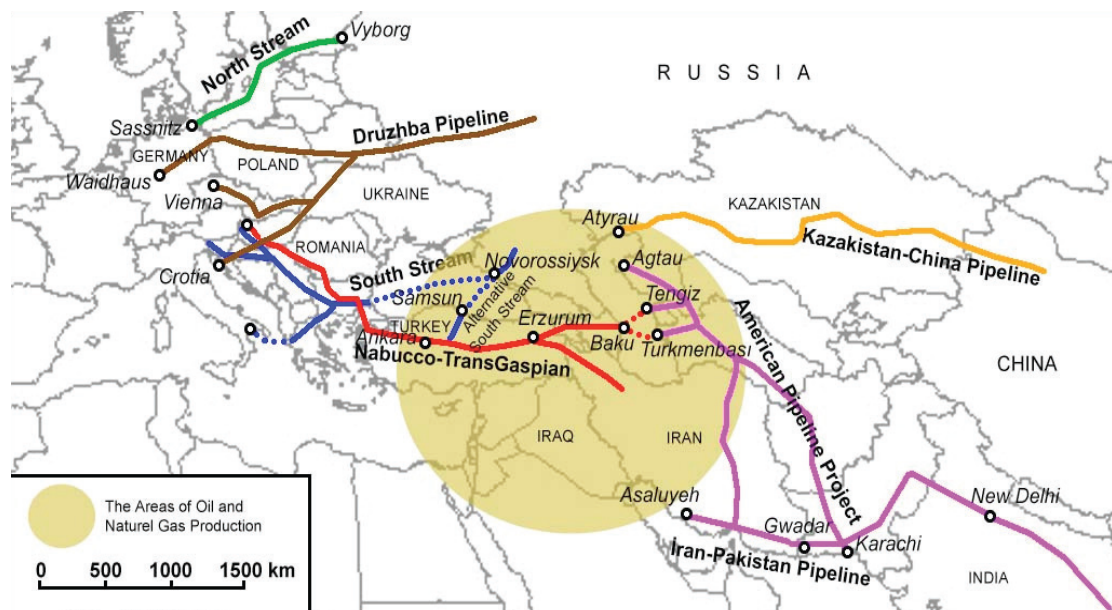 Vyborg
North Stream
RUSSIA
Sassnitz
Druzhba Pipeline
GERMANY
POLAND
Waidhaus
Vienna
UKRAINE
KAZAKISTAN
Atyrau
Kazakistan-China Pipeline
ROMANIA
South Stream
Novorossiysk
Agtau
Crotia
Samsun
Alternative
South Stream
Tengiz
American Pipeline Project
TURKEY
Erzurum
Ankara
Baku
Turkmenbası
Nabucco-TransGaspian
CHINA
IRAQ
IRAN
Asaluyeh
New Delhi
Gwadar
Karachi
İran-Pakistan Pipeline
INDIA
The Areas of Oil and
Naturel Gas Production
0 500 1000 1500 km